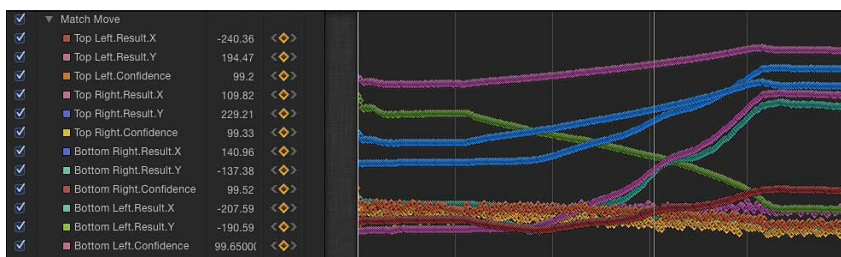 Match Move
Top Left.Result.X -240.36
Top Left.Result.Y 194.47
Top Left.Confidence 99.2
Top Right.Result.X 109.82
Top Right.Result.Y 229.21
Top Right.Confidence 99.33
Bottom Right.Result.X 140.96
Bottom Right.Result.Y -137.38
Bottom Right.Confidence 99.52
Bottom Left.Result.X -207.59
Bottom Left.Result.Y -190.59
Bottom Left.Confidence 99.6500(